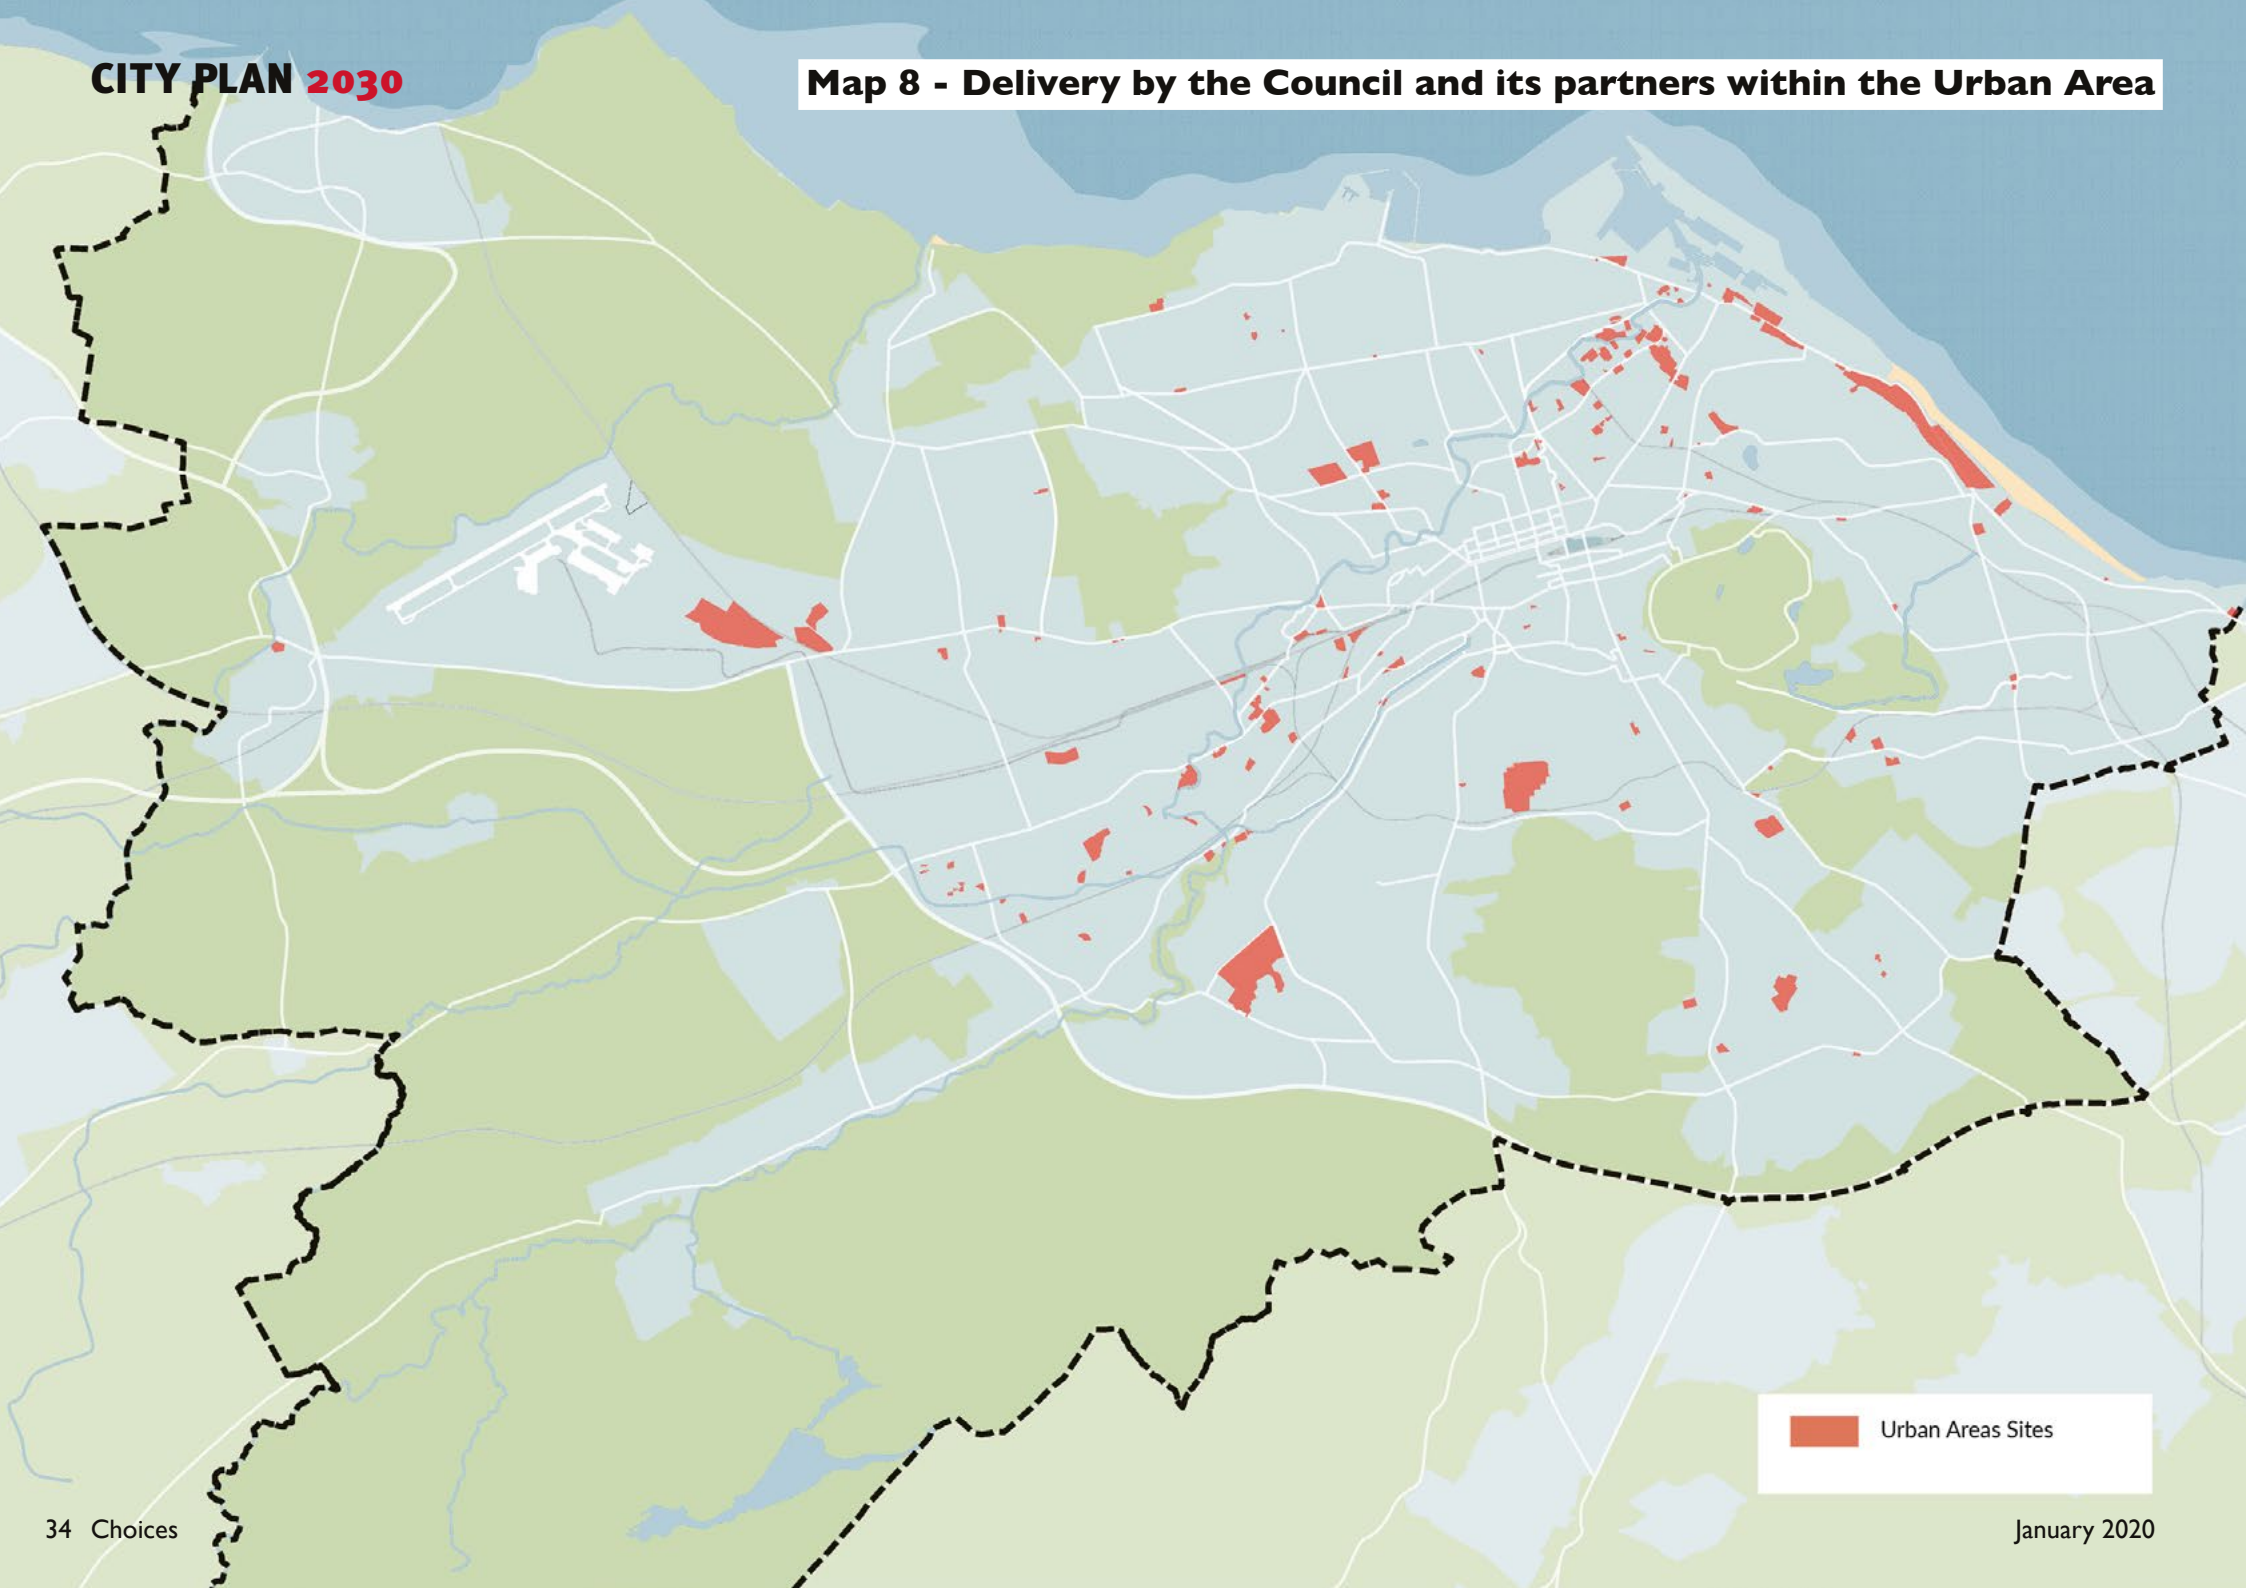 CITY PLAN 2030
Map 8 - Delivery by the Council and its partners within the Urban Area
Urban Areas Sites
34 Choices
January 2020